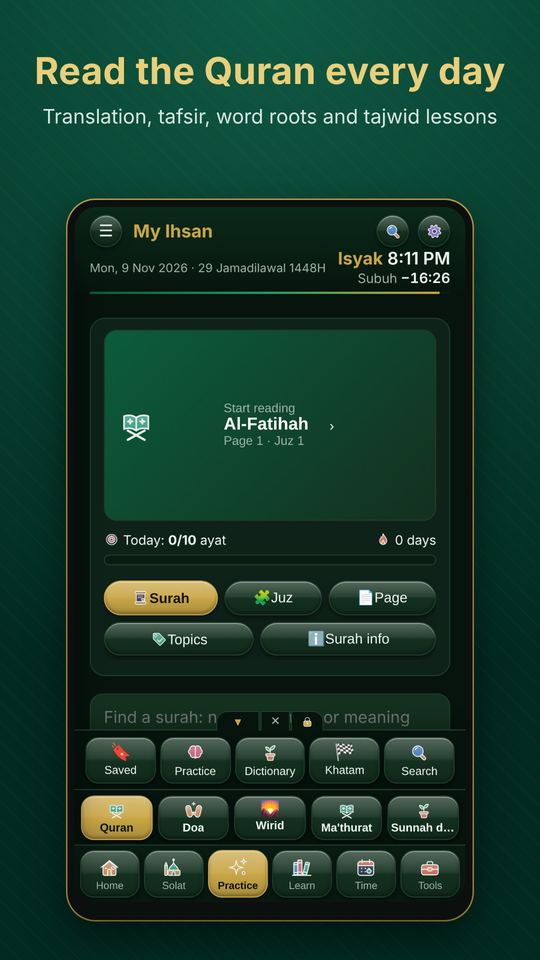 Read the Quran every day
Translation, tafsir, word roots and tajwid lessons
My Ihsan
Mon, 9 Nov 2026 · 29 Jamadilawal 1448H
Isyak 8:11 PM
Subuh −16:26
Start reading
Al-Fatihah
Page 1 · Juz 1
Today: 0/10 ayat
0 days
Surah
Juz
Page
Topics
Surah info
Find a surah: or meaning
Saved
Practice
Dictionary
Khatam
Search
Quran
Doa
Wirid
Ma'thurat
Sunnah d...
Home
Solat
Practice
Learn
Time
Tools